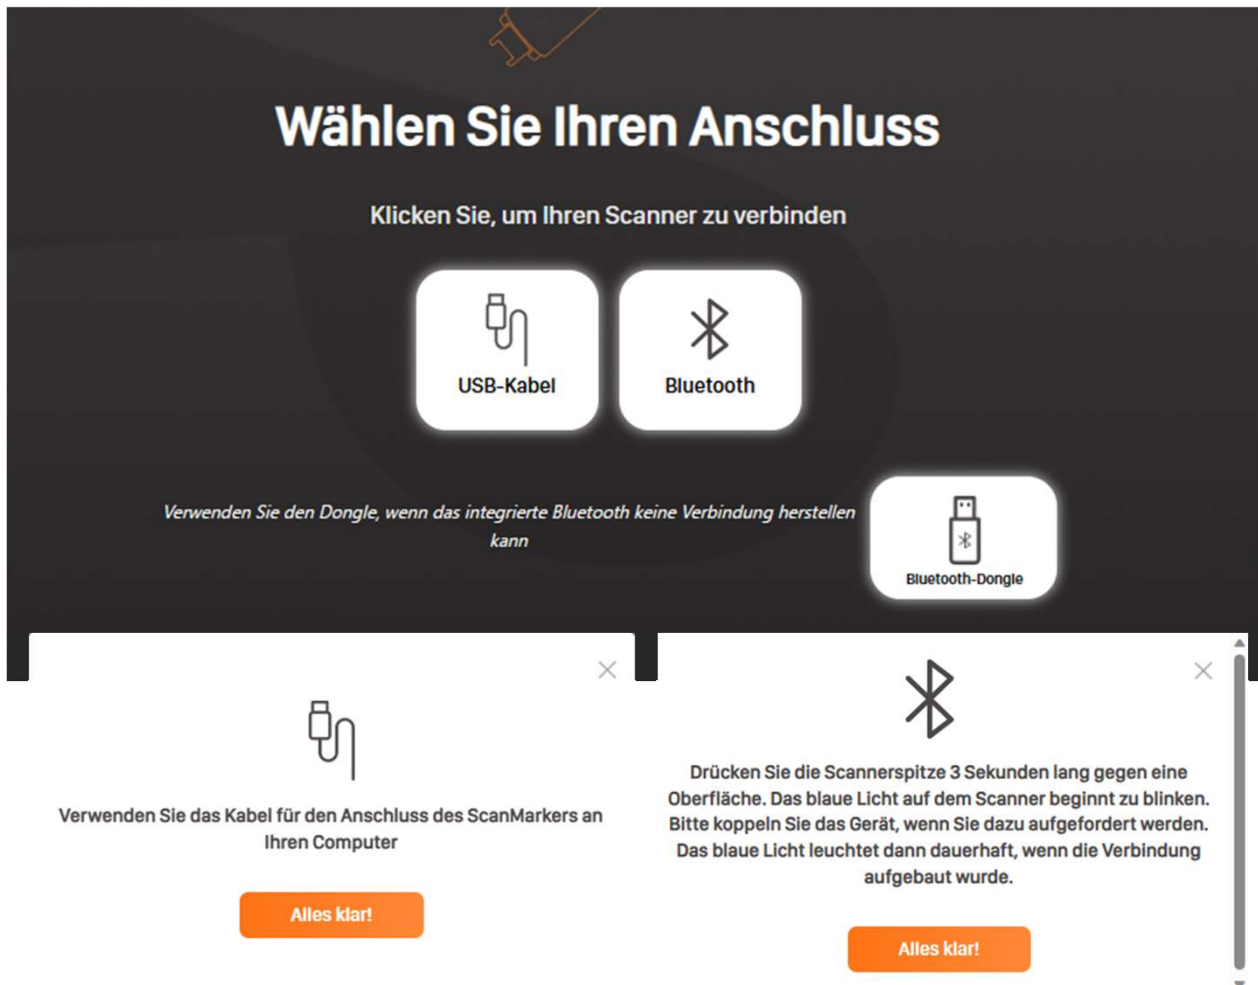 Wählen Sie Ihren Anschluss
Klicken Sie, um Ihren Scanner zu verbinden
USB-Kabel
Bluetooth
Verwenden Sie den Dongle, wenn das integrierte Bluetooth keine Verbindung herstellen
kann
Bluetooth-Dongle
Verwenden Sie das Kabel für den Anschluss des ScanMarkers an
Ihren Computer
Alles klar!
Drücken Sie die Scannerspitze 3 Sekunden lang gegen eine
Oberfläche. Das blaue Licht auf dem Scanner beginnt zu blinken.
Bitte koppeln Sie das Gerät, wenn Sie dazu aufgefordert werden.
Das blaue Licht leuchtet dann dauerhaft, wenn die Verbindung
aufgebaut wurde.
Alles klar!